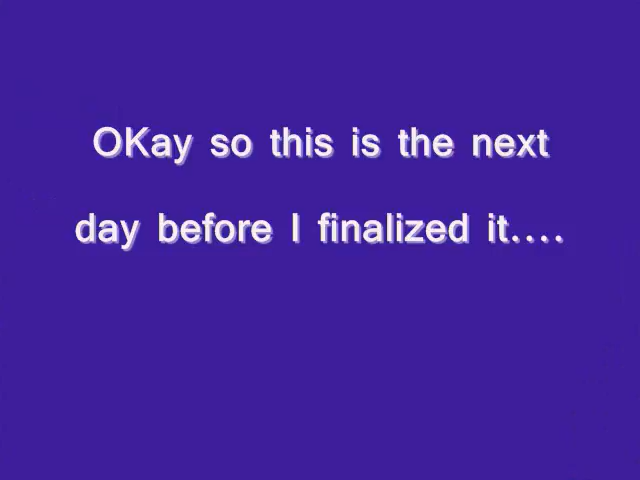 OKay so this is the next
day before I finalized it....